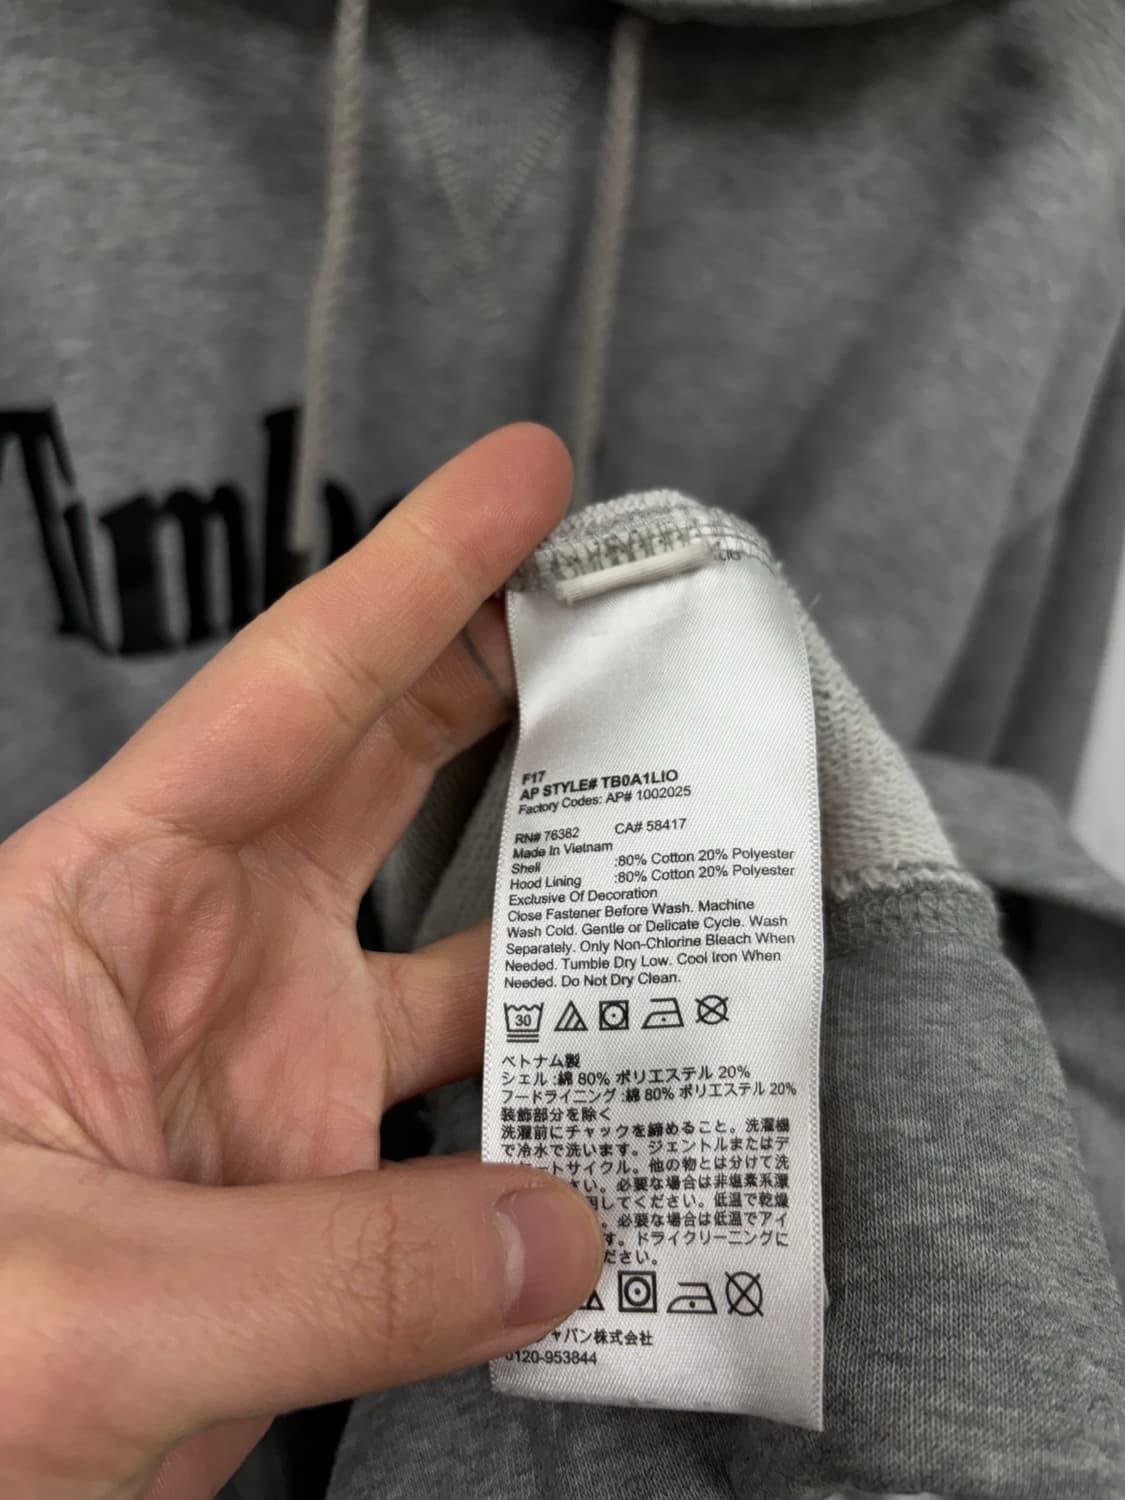 Timb
F17
AP STYLE# TB0A1LIO
Factory Codes: AP# 1002025
RN# 76382 CA# 58417
Made In Vietnam
Shell :80% Cotton 20% Polyester
Hood Lining :80% Cotton 20% Polyester
Exclusive Of Decoration
Close Fastener Before Wash. Machine
Wash Cold. Gentle or Delicate Cycle. Wash
Separately. Only Non-Chlorine Bleach When
Needed. Tumble Dry Low. Cool Iron When
Needed. Do Not Dry Clean.
30
ベトナム製
シェル :綿 80% ポリエステル 20%
フードライニング :綿 80% ポリエステル 20%
装飾部分を除く
洗濯前にチャックを締めること。洗濯機
で冷水で洗います。ジェントルまたはデ
ートサイクル。他の物とは分けて洗
さい。必要な場合は非塩素系漂
用してください。低温で乾燥
。必要な場合は低温でアイ
す。ドライクリーニングに
ださい。
ャパン株式会社
0120-953844